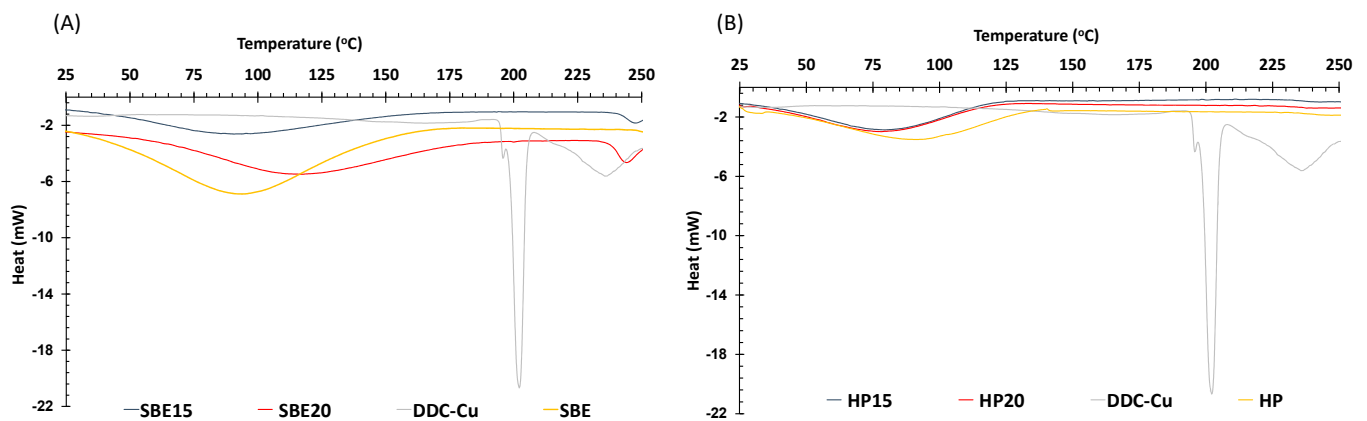 (A)
Temperature (°C)
25 50 75 100 125 150 175 200 225 250
-2
-6
-10
-14
-18
-22
Heat (mW)
SBE15 SBE20 DDC-Cu SBE
(B)
Temperature (°C)
25 50 75 100 125 150 175 200 225 250
-2
-6
-10
-14
-18
-22
Heat (mW)
HP15 HP20 DDC-Cu HP